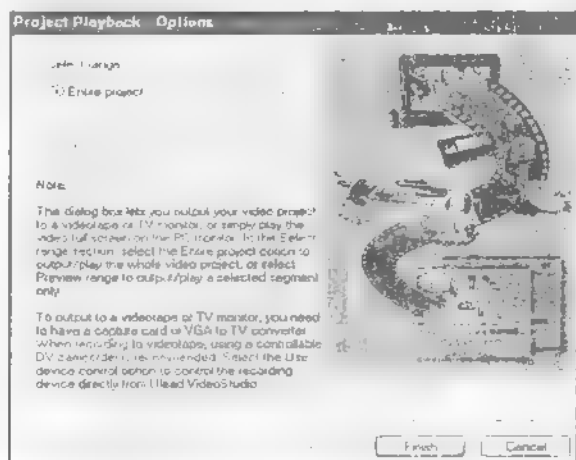 Project Playback - Options
Select range
Entire project
Note:
The dialog box lets you output your video project
to a videotape or TV monitor, or simply play the
video full screen on the PC monitor. In the Select
range section, select the Entire project option to
output/play the whole video project, or select
Preview range to output/play a selected segment
only.
To output to a videotape or TV monitor, you need
to have a capture card or VGA to TV converter.
When recording to videotape, using a controllable
DV camcorder is recommended. Select the Use
device control option to control the recording
device directly from Ulead VideoStudio
Finish Cancel